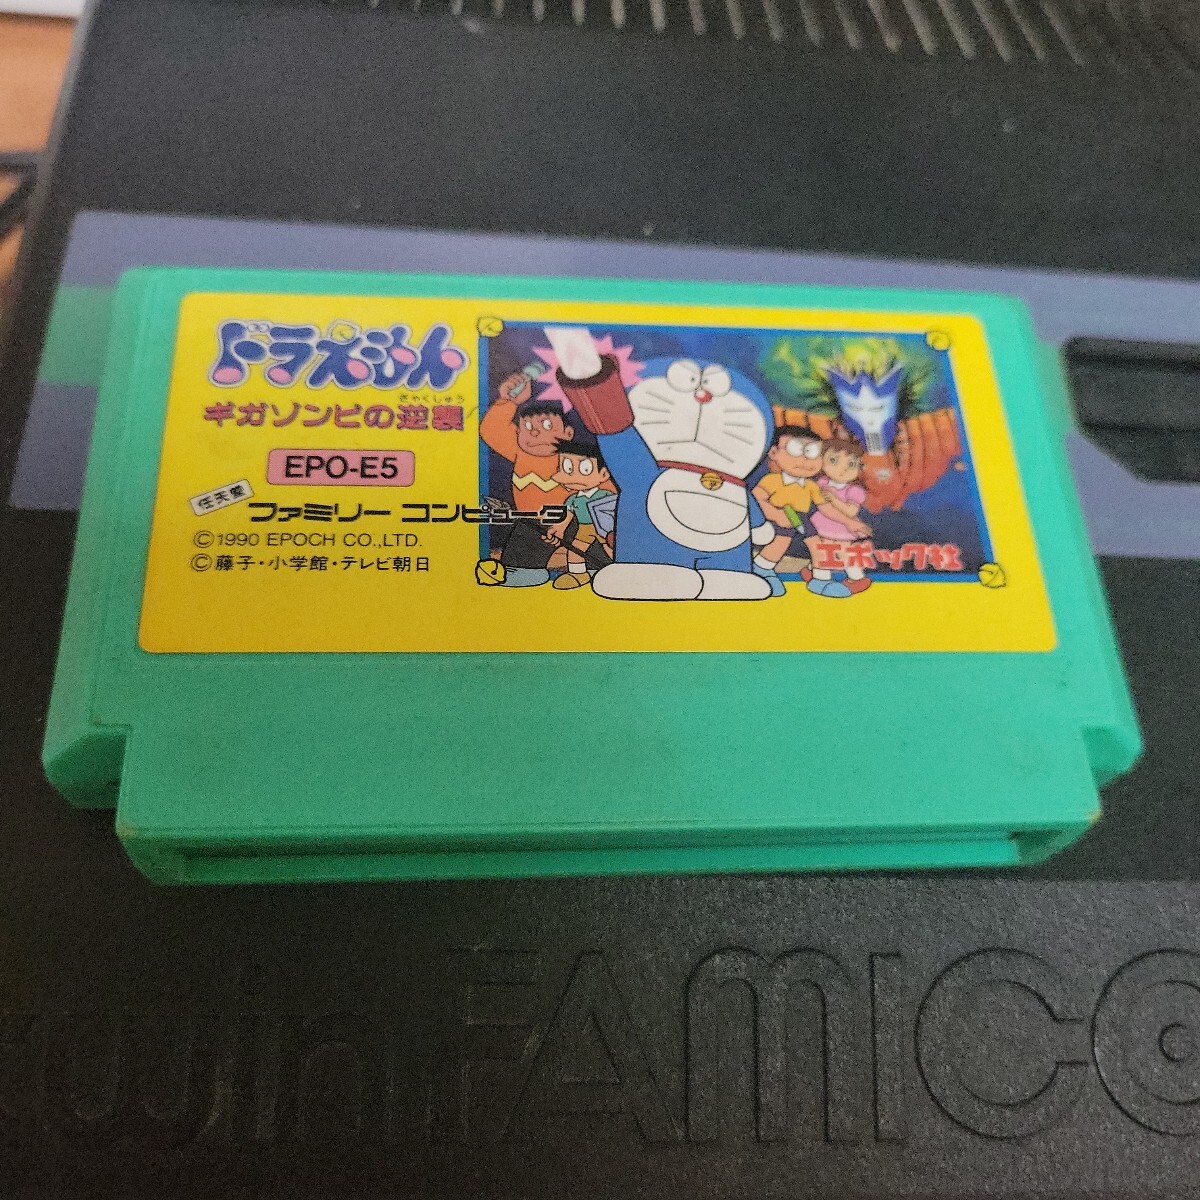 ドラえもん
ぎゃくしゅう
ギガゾンビの逆襲
EPO-E5
任天堂
ファミリー コンピュータ
©1990 EPOCH CO.,LTD.
©藤子・小学館・テレビ朝日
エポック社
twin FAMICO